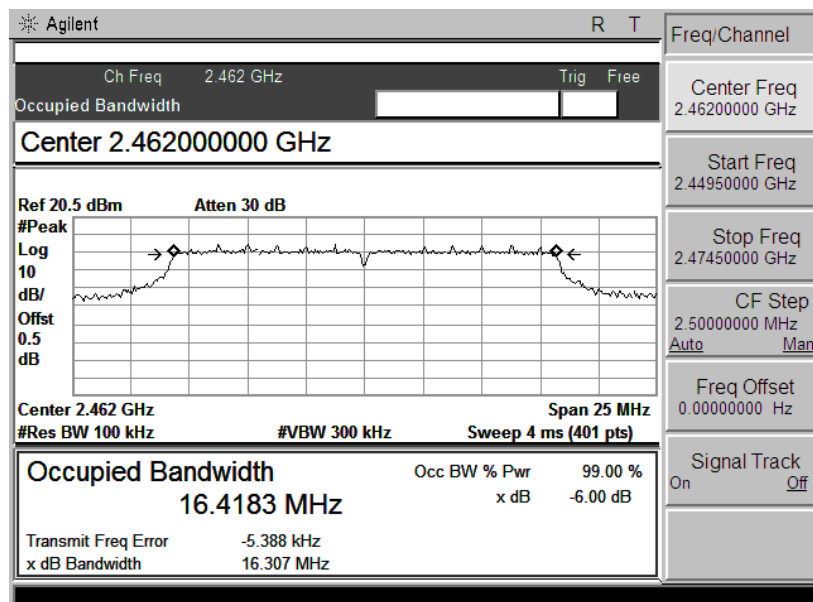 Agilent R T
Ch Freq 2.462 GHz Trig Free
Occupied Bandwidth
Center 2.462000000 GHz
Ref 20.5 dBm Atten 30 dB
#Peak
Log
10
dB/
Offst
0.5
dB
Center 2.462 GHz Span 25 MHz
#Res BW 100 kHz #VBW 300 kHz Sweep 4 ms (401 pts)
Occupied Bandwidth Occ BW % Pwr 99.00 %
16.4183 MHz x dB -6.00 dB
Transmit Freq Error -5.388 kHz
x dB Bandwidth 16.307 MHz
Freq/Channel
Center Freq
2.46200000 GHz
Start Freq
2.44950000 GHz
Stop Freq
2.47450000 GHz
CF Step
2.50000000 MHz
Auto Man
Freq Offset
0.00000000 Hz
Signal Track
On Off